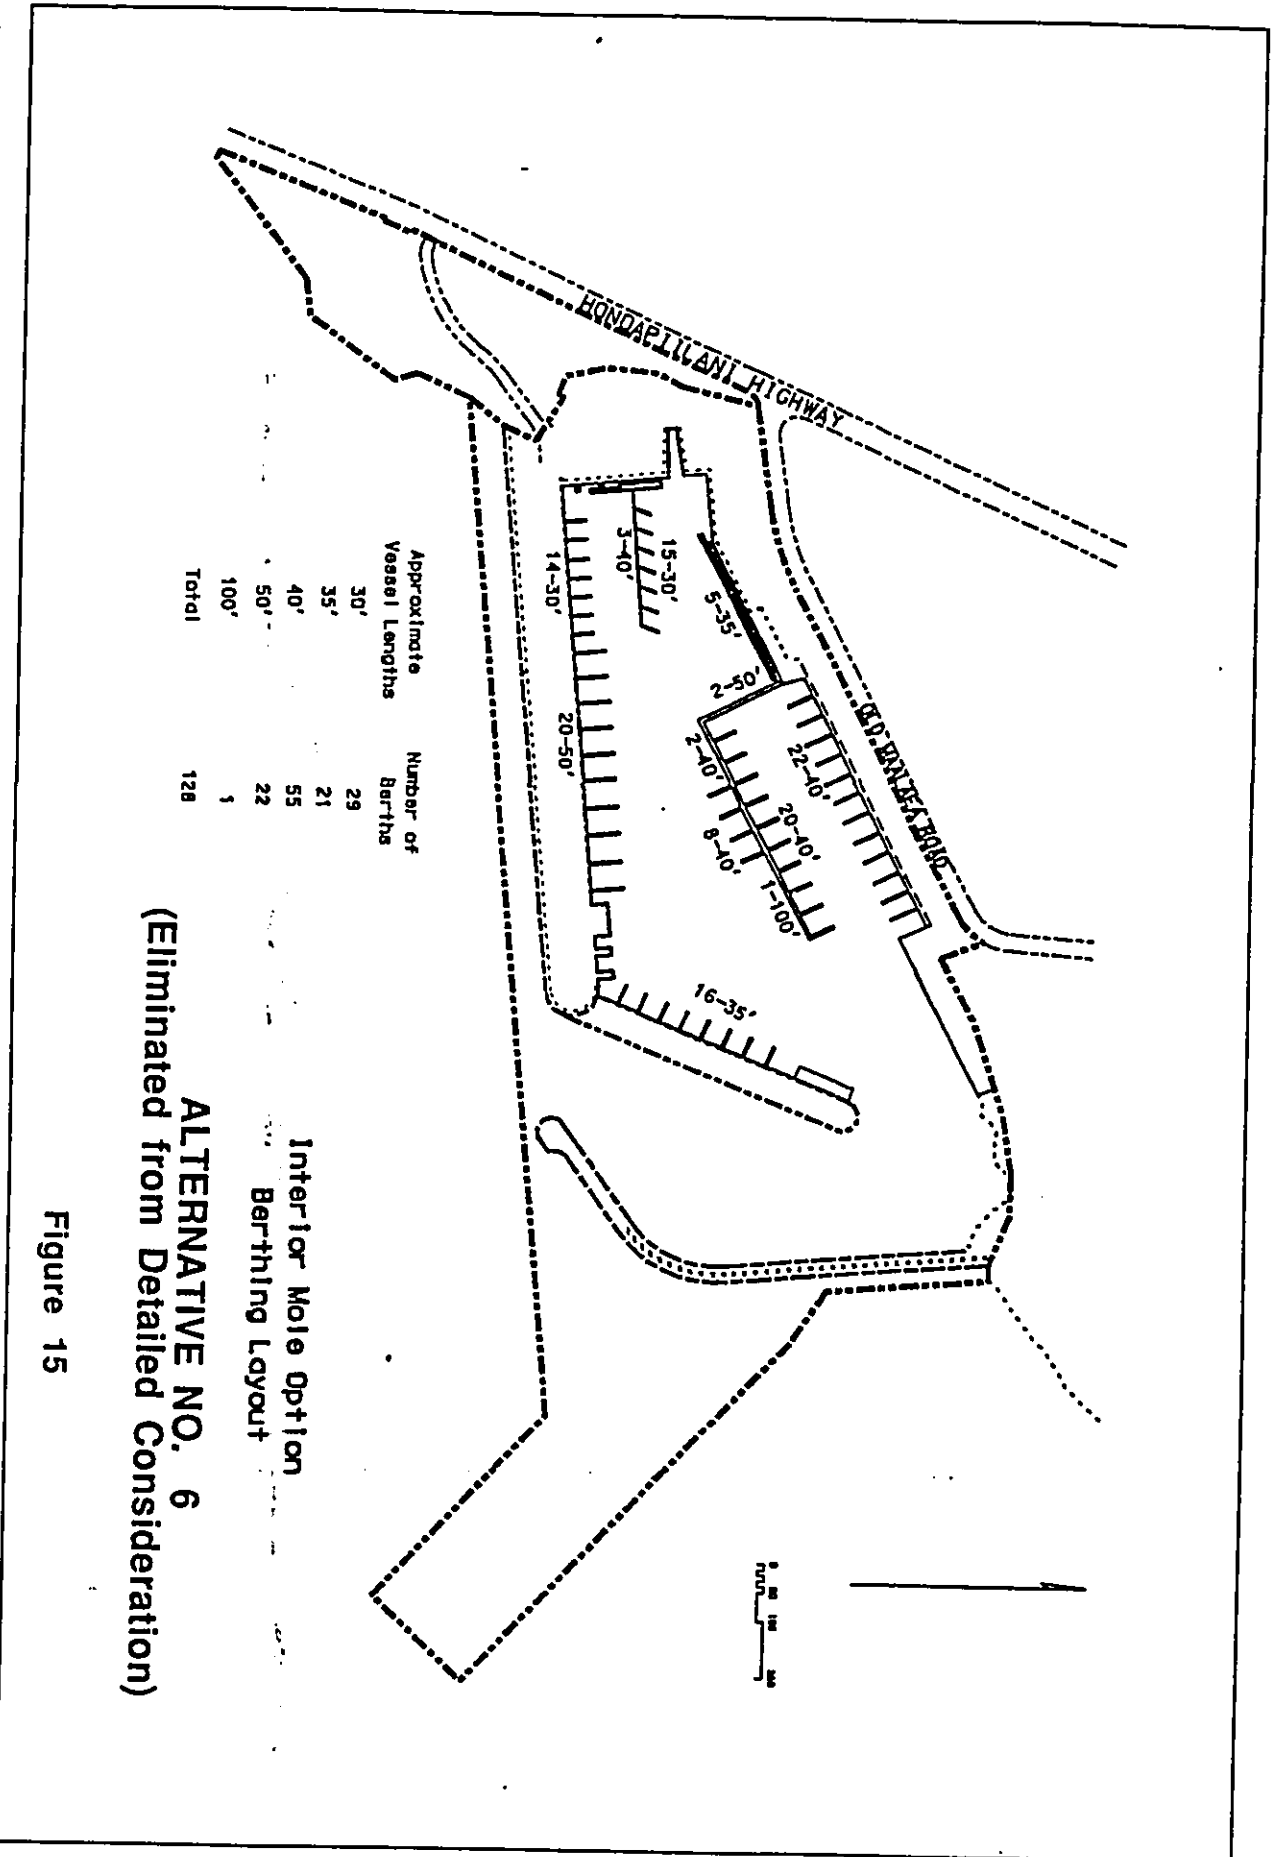 HONOAPIILANI HIGHWAY
OLD MAALAEA ROAD
15-30'
3-40'
14-30'
5-35'
2-50'
20-50'
22-40'
2-40'
20-40'
8-40'
1-100'
16-35'
Approximate Number of
Vessel Lengths Berths
30' 29
35' 21
40' 55
50' 22
100' 1
Total 128
Interior Mole Option
Berthing Layout
ALTERNATIVE NO. 6
(Eliminated from Detailed Consideration)
Figure 15